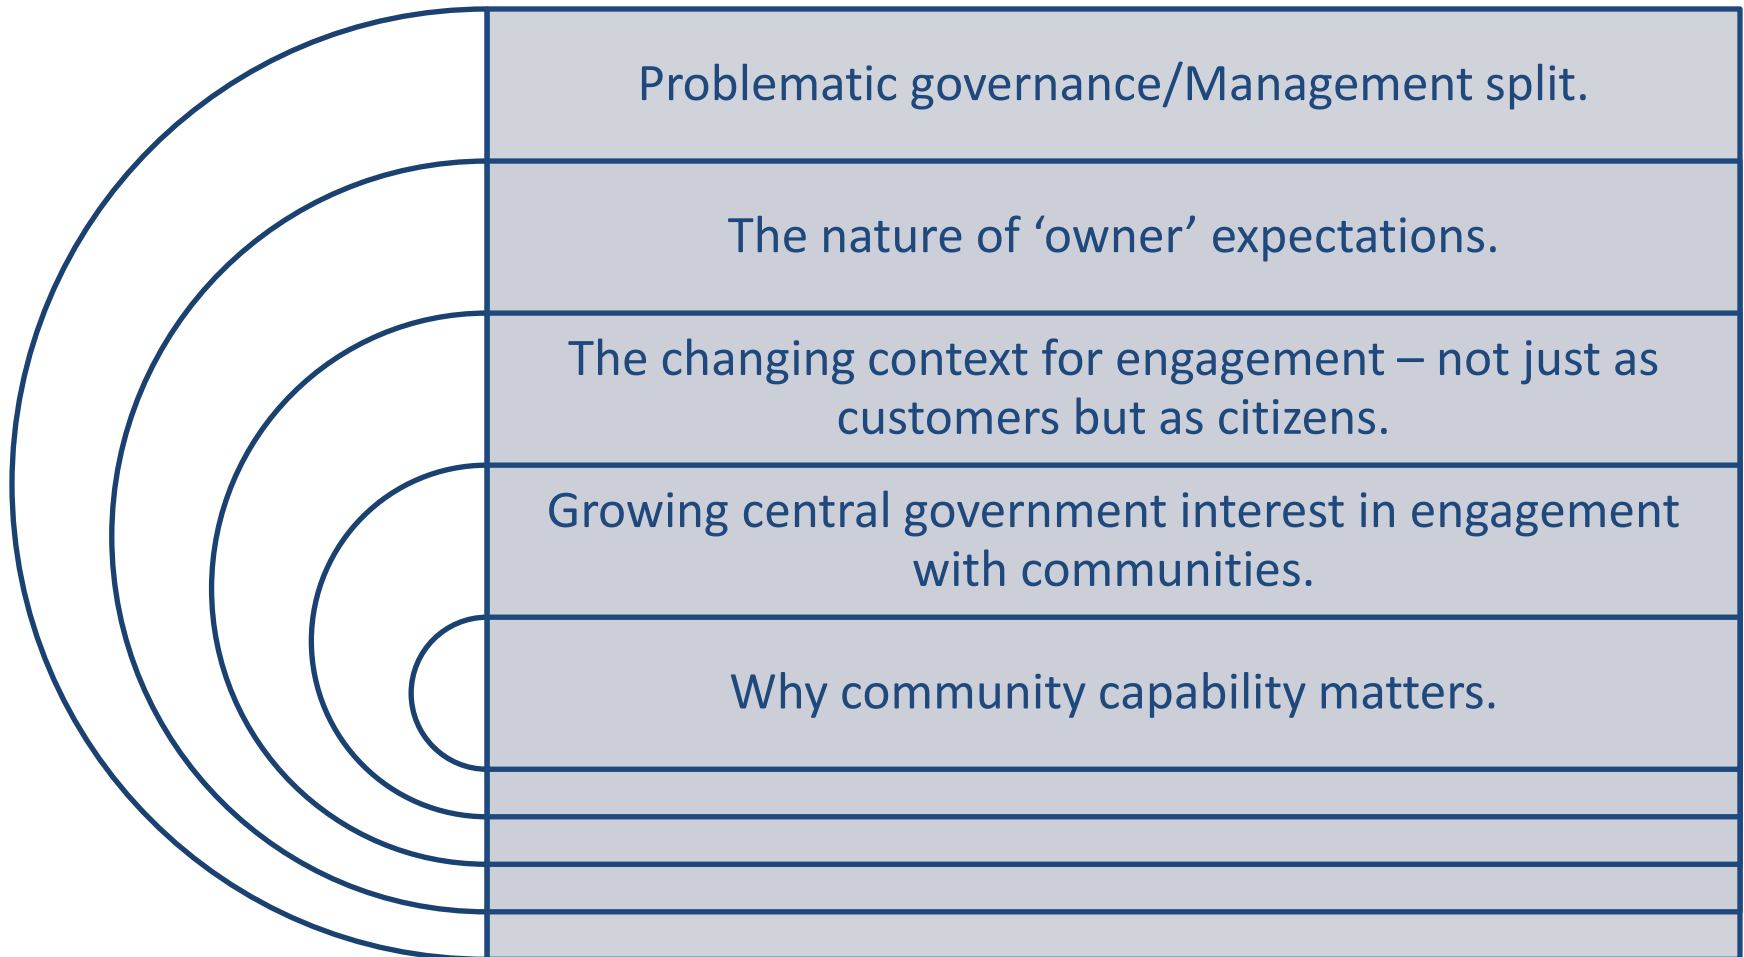 Problematic governance/Management split.
The nature of ‘owner’ expectations.
The changing context for engagement – not just as
customers but as citizens.
Growing central government interest in engagement
with communities.
Why community capability matters.